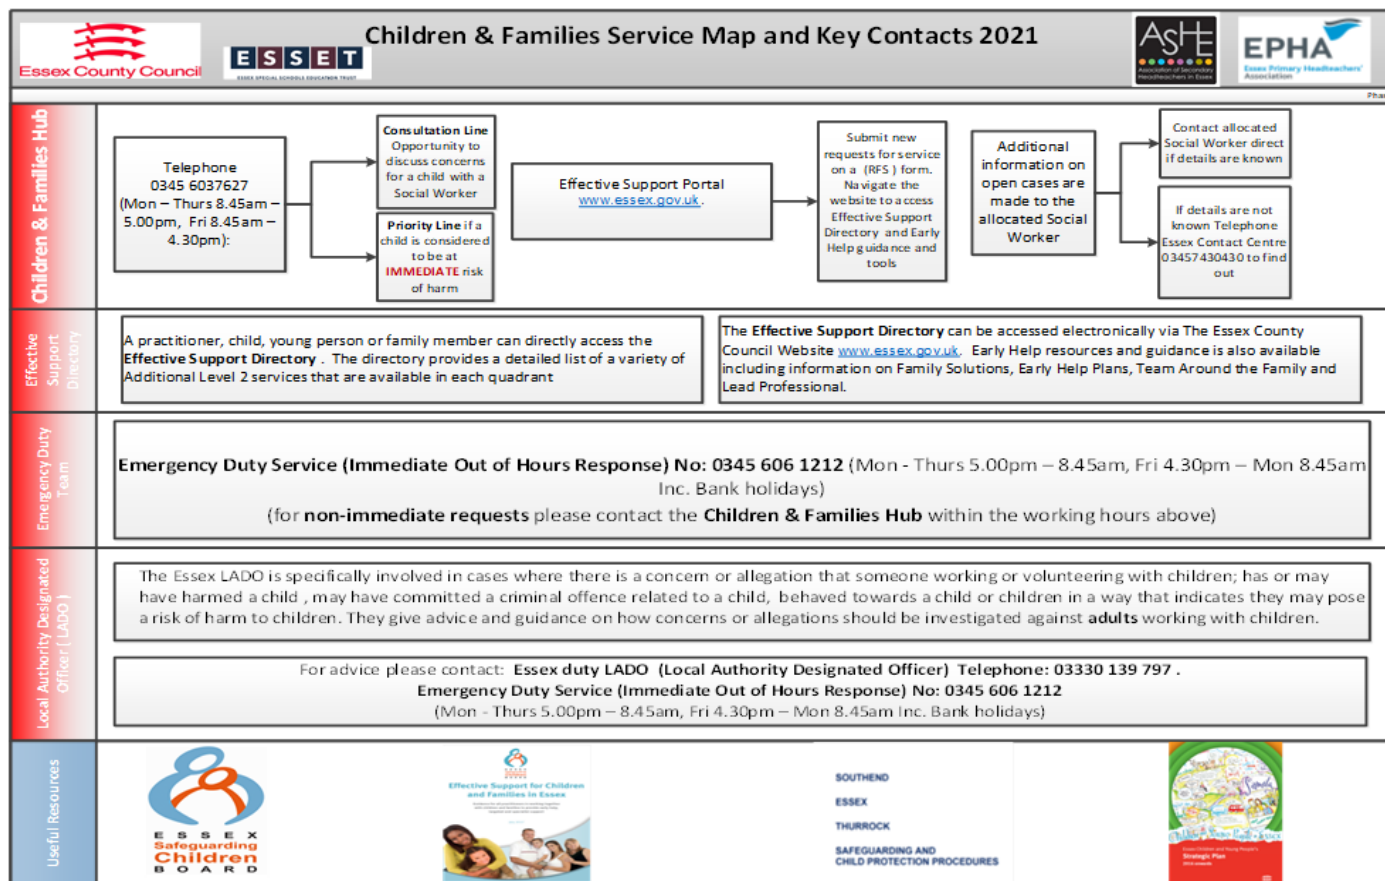 Children & Families Service Map and Key Contacts 2021
Essex County Council
ESSET
ESSEX SPECIAL SCHOOLS EDUCATION TRUST
ASHE
Association of Secondary
Headteachers in Essex
EPHA
Essex Primary Headteachers'
Association
Phar
Children & Families Hub
Telephone
0345 6037627
(Mon – Thurs 8.45am –
5.00pm, Fri 8.45am –
4.30pm):
Consultation Line
Opportunity to
discuss concerns
for a child with a
Social Worker
Priority Line if a
child is considered
to be at
IMMEDIATE risk
of harm
Effective Support Portal
www.essex.gov.uk .
Submit new
requests for service
on a (RFS ) form.
Navigate the
website to access
Effective Support
Directory and Early
Help guidance and
tools
Additional
information on
open cases are
made to the
allocated Social
Worker
Contact allocated
Social Worker direct
if details are known
If details are not
known Telephone
Essex Contact Centre
03457430430 to find
out
Effective
Support
Directory
A practitioner, child, young person or family member can directly access the
Effective Support Directory . The directory provides a detailed list of a variety of
Additional Level 2 services that are available in each quadrant
The Effective Support Directory can be accessed electronically via The Essex County
Council Website www.essex.gov.uk. Early Help resources and guidance is also available
including information on Family Solutions, Early Help Plans, Team Around the Family and
Lead Professional.
Emergency Duty
Team
Emergency Duty Service (Immediate Out of Hours Response) No: 0345 606 1212 (Mon - Thurs 5.00pm – 8.45am, Fri 4.30pm – Mon 8.45am
Inc. Bank holidays)
(for non-immediate requests please contact the Children & Families Hub within the working hours above)
Local Authority Designated
Officer ( LADO )
The Essex LADO is specifically involved in cases where there is a concern or allegation that someone working or volunteering with children; has or may
have harmed a child , may have committed a criminal offence related to a child, behaved towards a child or children in a way that indicates they may pose
a risk of harm to children. They give advice and guidance on how concerns or allegations should be investigated against adults working with children.
For advice please contact: Essex duty LADO (Local Authority Designated Officer) Telephone: 03330 139 797 .
Emergency Duty Service (Immediate Out of Hours Response) No: 0345 606 1212
(Mon - Thurs 5.00pm – 8.45am, Fri 4.30pm – Mon 8.45am Inc. Bank holidays)
Useful Resources
ESSEX
Safeguarding
Children
BOARD
Effective Support for Children
and Families in Essex
SOUTHEND
ESSEX
THURROCK
SAFEGUARDING AND
CHILD PROTECTION PROCEDURES
Essex Children and Young People's
Strategic Plan